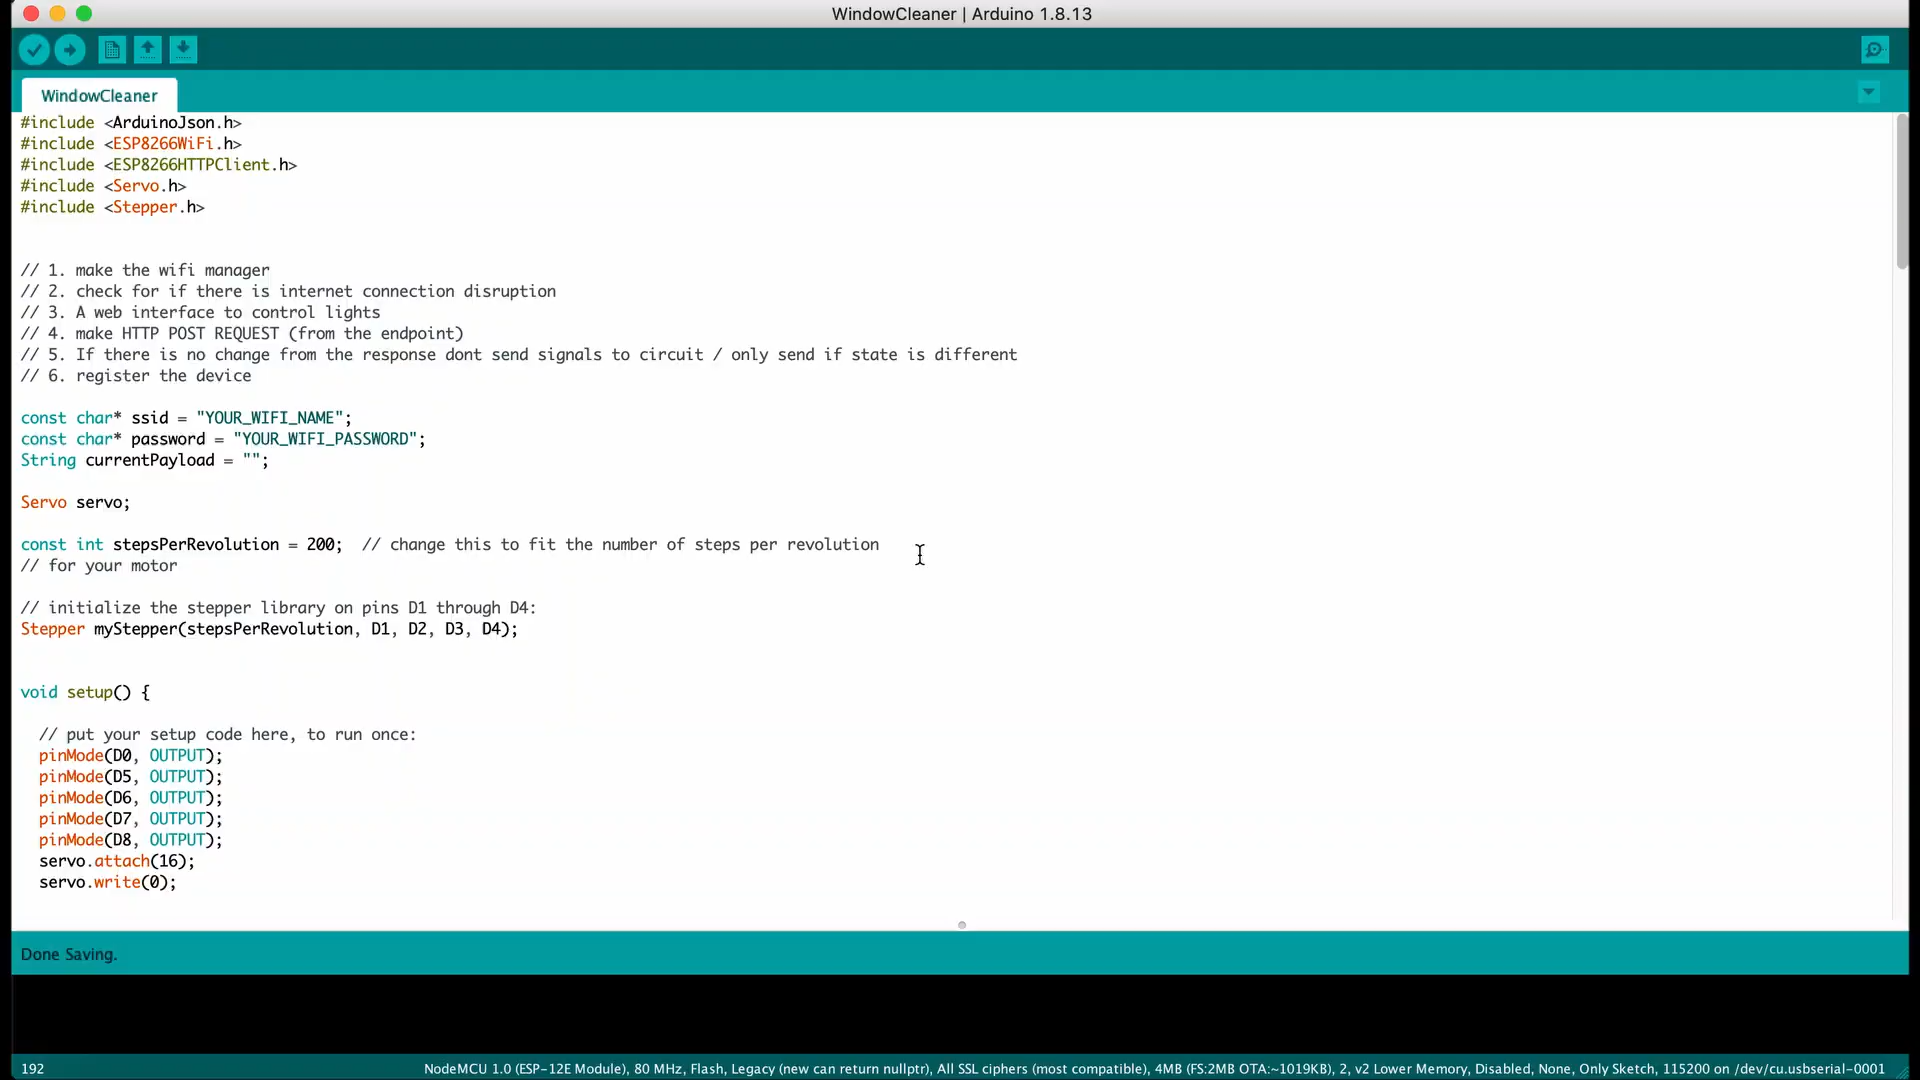 WindowCleaner | Arduino 1.8.13
WindowCleaner
#include <ArduinoJson.h>
#include <ESP8266WiFi.h>
#include <ESP8266HTTPClient.h>
#include <Servo.h>
#include <Stepper.h>
// 1. make the wifi manager
// 2. check for if there is internet connection disruption
// 3. A web interface to control lights
// 4. make HTTP POST REQUEST (from the endpoint)
// 5. If there is no change from the response dont send signals to circuit / only send if state is different
// 6. register the device
const char* ssid = "YOUR_WIFI_NAME";
const char* password = "YOUR_WIFI_PASSWORD";
String currentPayload = "";
Servo servo;
const int stepsPerRevolution = 200;  // change this to fit the number of steps per revolution
// for your motor
// initialize the stepper library on pins D1 through D4:
Stepper myStepper(stepsPerRevolution, D1, D2, D3, D4);
void setup() {
  // put your setup code here, to run once:
  pinMode(D0, OUTPUT);
  pinMode(D5, OUTPUT);
  pinMode(D6, OUTPUT);
  pinMode(D7, OUTPUT);
  pinMode(D8, OUTPUT);
  servo.attach(16);
  servo.write(0);
Done Saving.
192 NodeMCU 1.0 (ESP-12E Module), 80 MHz, Flash, Legacy (new can return nullptr), All SSL ciphers (most compatible), 4MB (FS:2MB OTA:~1019KB), 2, v2 Lower Memory, Disabled, None, Only Sketch, 115200 on /dev/cu.usbserial-0001